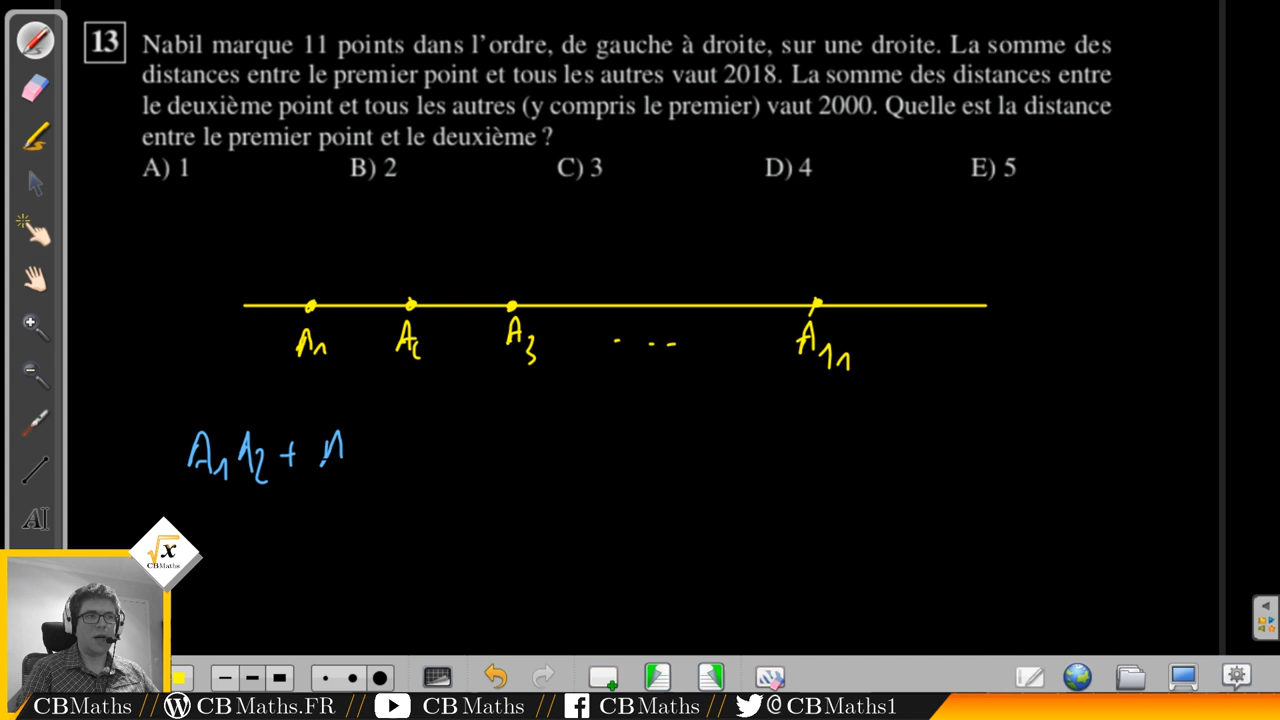 13 Nabil marque 11 points dans l'ordre, de gauche à droite, sur une droite. La somme des
distances entre le premier point et tous les autres vaut 2018. La somme des distances entre
le deuxième point et tous les autres (y compris le premier) vaut 2000. Quelle est la distance
entre le premier point et le deuxième ?
A) 1 B) 2 C) 3 D) 4 E) 5
A1 A2 A3 . . . A11
A1A2 +
AI
√x
CBMaths
CBMaths // CBMaths.FR // CBMaths // CBMaths // @CBMaths1